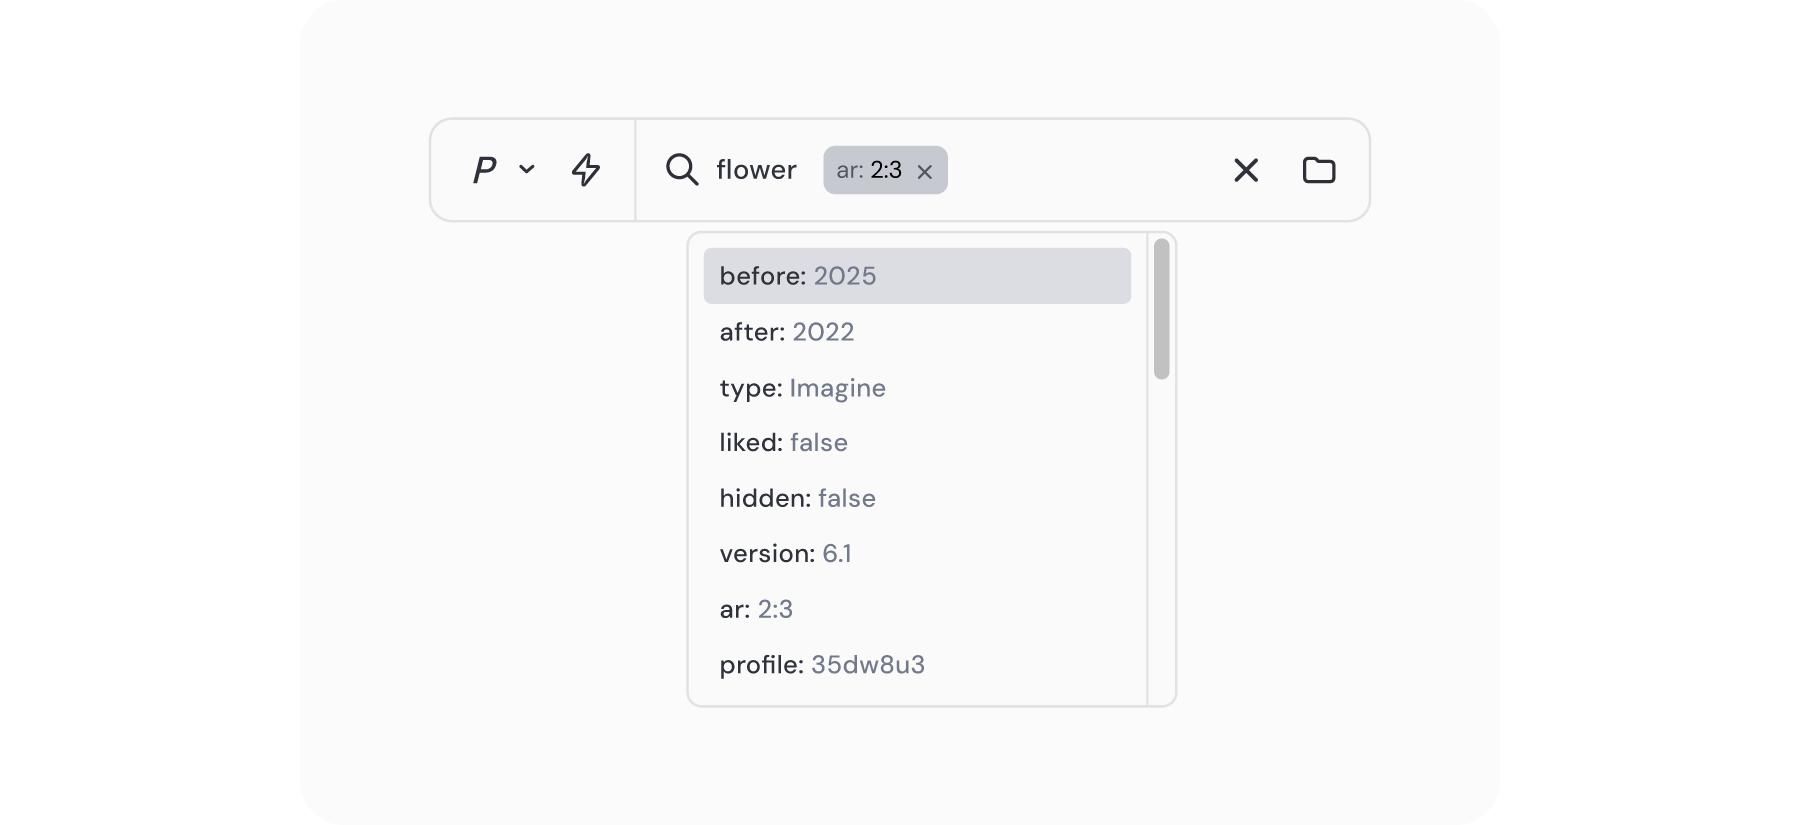 P flower ar: 2:3
before: 2025
after: 2022
type: Imagine
liked: false
hidden: false
version: 6.1
ar: 2:3
profile: 35dw8u3